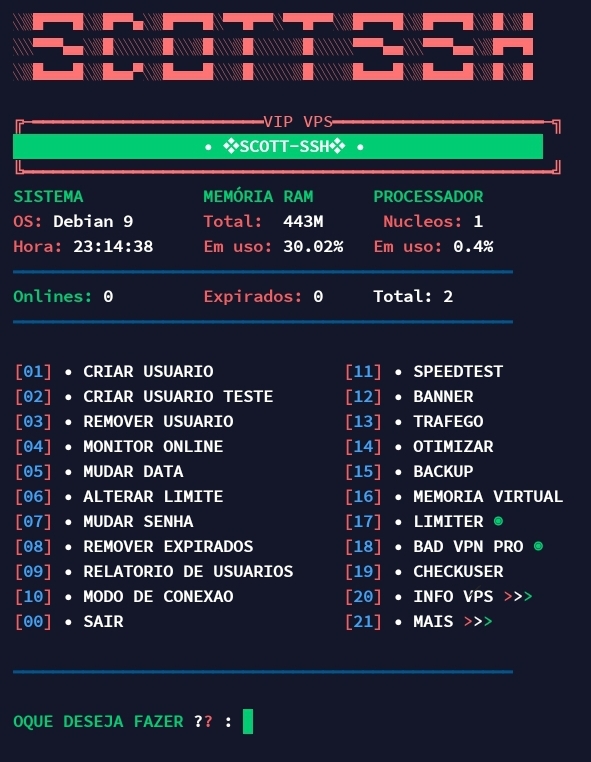 VIP VPS
• ❖SCOTT-SSH❖ •
SISTEMA MEMÓRIA RAM PROCESSADOR
OS: Debian 9 Total: 443M Nucleos: 1
Hora: 23:14:38 Em uso: 30.02% Em uso: 0.4%
Onlines: 0 Expirados: 0 Total: 2
[01] • CRIAR USUARIO [11] • SPEEDTEST
[02] • CRIAR USUARIO TESTE [12] • BANNER
[03] • REMOVER USUARIO [13] • TRAFEGO
[04] • MONITOR ONLINE [14] • OTIMIZAR
[05] • MUDAR DATA [15] • BACKUP
[06] • ALTERAR LIMITE [16] • MEMORIA VIRTUAL
[07] • MUDAR SENHA [17] • LIMITER
[08] • REMOVER EXPIRADOS [18] • BAD VPN PRO
[09] • RELATORIO DE USUARIOS [19] • CHECKUSER
[10] • MODO DE CONEXAO [20] • INFO VPS >>>
[00] • SAIR [21] • MAIS >>>
OQUE DESEJA FAZER ?? :